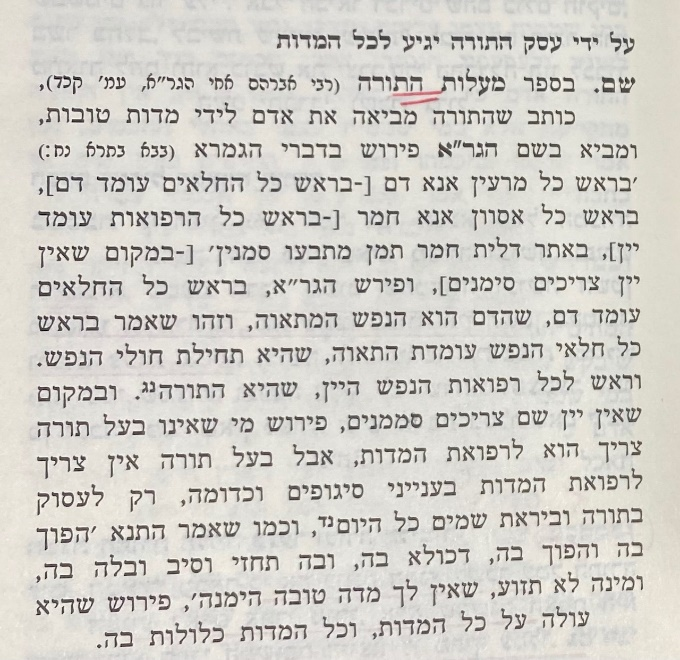 על ידי עסק התורה יגיע לכל המדות
שם. בספר מעלות התורה (רבי אברהם אחי הגר״א, עמ׳ קכד),
כותב שהתורה מביאה את אדם לידי מדות טובות,
ומביא בשם הגר״א פירוש בדברי הגמרא (בבא בתרא נח:)
׳בראש כל מרעין אנא דם [-בראש כל החלאים עומד דם],
בראש כל אסוון אנא חמר [-בראש כל הרפואות עומד
יין], באתר דלית חמר תמן מתבעו סמנין׳ [-במקום שאין
יין צריכים סימנים], ופירש הגר״א, בראש כל החלאים
עומד דם, שהדם הוא הנפש המתאוה, וזהו שאמר בראש
כל חלאי הנפש עומדת התאוה, שהיא תחילת חולי הנפש.
וראש לכל רפואות הנפש היין, שהיא התורהנג. ובמקום
שאין יין שם צריכים סממנים, פירוש מי שאינו בעל תורה
צריך הוא לרפואת המדות, אבל בעל תורה אין צריך
לרפואת המדות בענייני סיגופים וכדומה, רק לעסוק
בתורה וביראת שמים כל היוםנד, וכמו שאמר התנא ׳הפוך
בה והפוך בה, דכולא בה, ובה תחזי וסיב ובלה בה,
ומינה לא תזוע, שאין לך מדה טובה הימנה׳, פירוש שהיא
עולה על כל המדות, וכל המדות כלולות בה.